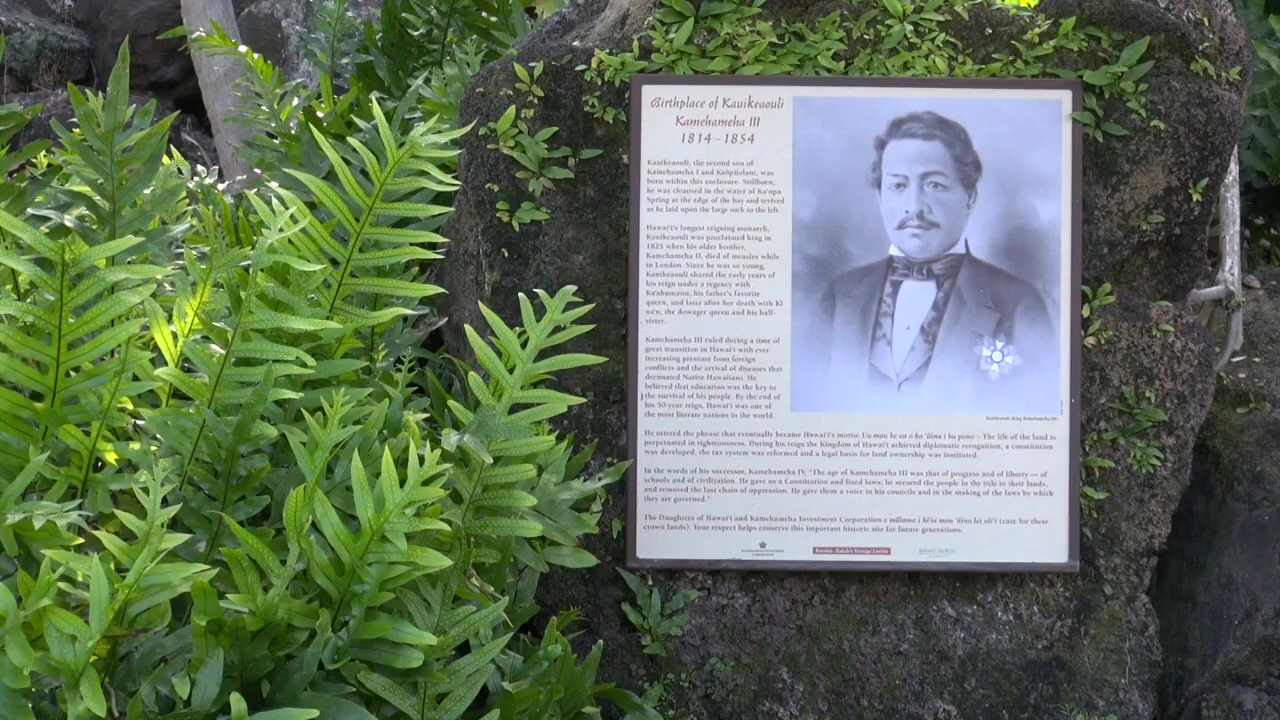 Birthplace of Kauikeaouli
Kamehameha III
1814 – 1854
Kauikeaouli, the second son of
Kamehameha I and Keōpūolani, was
born within this enclosure. Stillborn,
he was cleansed in the water of Ka'opa
Spring at the edge of the bay and revived
as he laid upon the large rock to the left.
Hawai'i's longest reigning monarch,
Kauikeaouli was proclaimed king in
1825 when his older brother,
Kamehameha II, died of measles while
in London. Since he was so young,
Kauikeaouli shared the early years of
his reign under a regency with
Ka'ahumanu, his father's favorite
queen, and later after her death with Kī
na'u, the dowager queen and his half-
sister.
Kamehameha III ruled during a time of
great transition in Hawai'i with ever
increasing pressure from foreign
conflicts and the arrival of diseases that
decimated Native Hawaiians. He
believed that education was the key to
the survival of his people. By the end of
his 30-year reign, Hawai'i was one of
the most literate nations in the world.
Kauikeaouli (King Kamehameha III)
He uttered the phrase that eventually became Hawai'i's motto: Ua mau ke ea o ka 'āina i ka pono – The life of the land is
perpetuated in righteousness. During his reign the Kingdom of Hawai'i achieved diplomatic recognition, a constitution
was developed, the tax system was reformed and a legal basis for land ownership was instituted.
In the words of his successor, Kamehameha IV, "The age of Kamehameha III was that of progress and of liberty — of
schools and of civilization. He gave us a Constitution and fixed laws; he secured the people in the title to their lands,
and removed the last chain of oppression. He gave them a voice in his councils and in the making of the laws by which
they are governed."
The Daughters of Hawai'i and Kamehameha Investment Corporation e mālama i kēia mau 'āina lei ali'i (care for these
crown lands). Your respect helps conserve this important historic site for future generations.
Keauhou - Kahalu'u Heritage Center